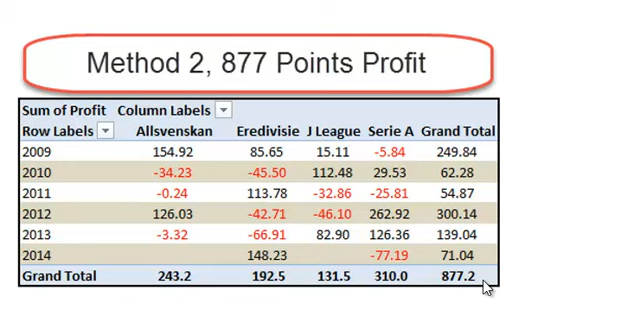 Method 2, 877 Points Profit
Sum of Profit Column Labels
Row Labels Allsvenskan Eredivisie J League Serie A Grand Total
2009 154.92 85.65 15.11 -5.84 249.84
2010 -34.23 -45.50 112.48 29.53 62.28
2011 -0.24 113.78 -32.86 -25.81 54.87
2012 126.03 -42.71 -46.10 262.92 300.14
2013 -3.32 -66.91 82.90 126.36 139.04
2014 148.23 -77.19 71.04
Grand Total 243.2 192.5 131.5 310.0 877.2